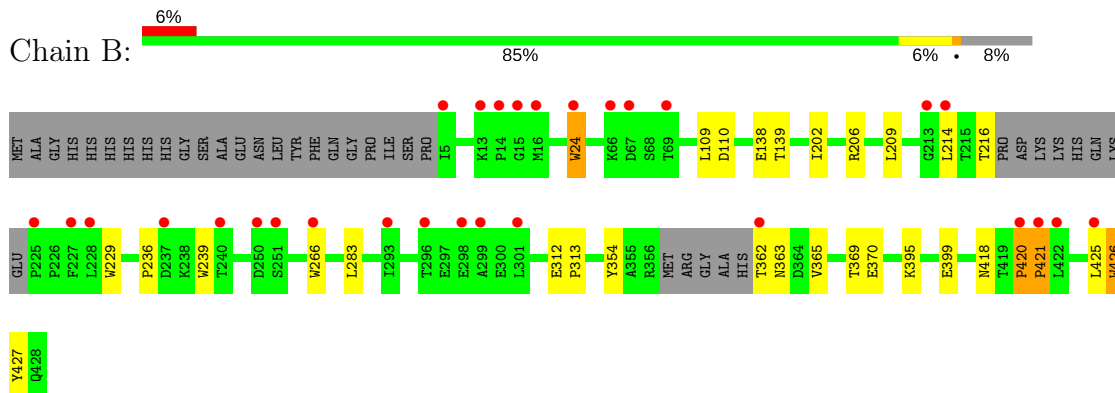 6%
Chain B:
85% 6% • 8%
MET ALA GLY HIS HIS HIS HIS HIS HIS GLY SER ALA GLU ASN LEU TYR PHE GLN GLY PRO ILE SER PRO I5 K13 P14 G15 M16 W24 K66 D67 S68 T69 L109 D110 E138 T139 I202 R206 L209 G213 L214 T215 T216 PRO ASP LYS LYS HIS GLN LYS
GLU P225 P226 F227 L228 W229 P236 D237 K238 W239 T240 D250 S251 W266 L283 I293 T296 E297 E298 A299 E300 L301 E312 P313 Y354 A355 R356 MET ARG GLY ALA HIS T362 N363 D364 V365 T369 E370 K395 E399 N418 T419 P420 P421 L422 L425 W426
Y427 Q428